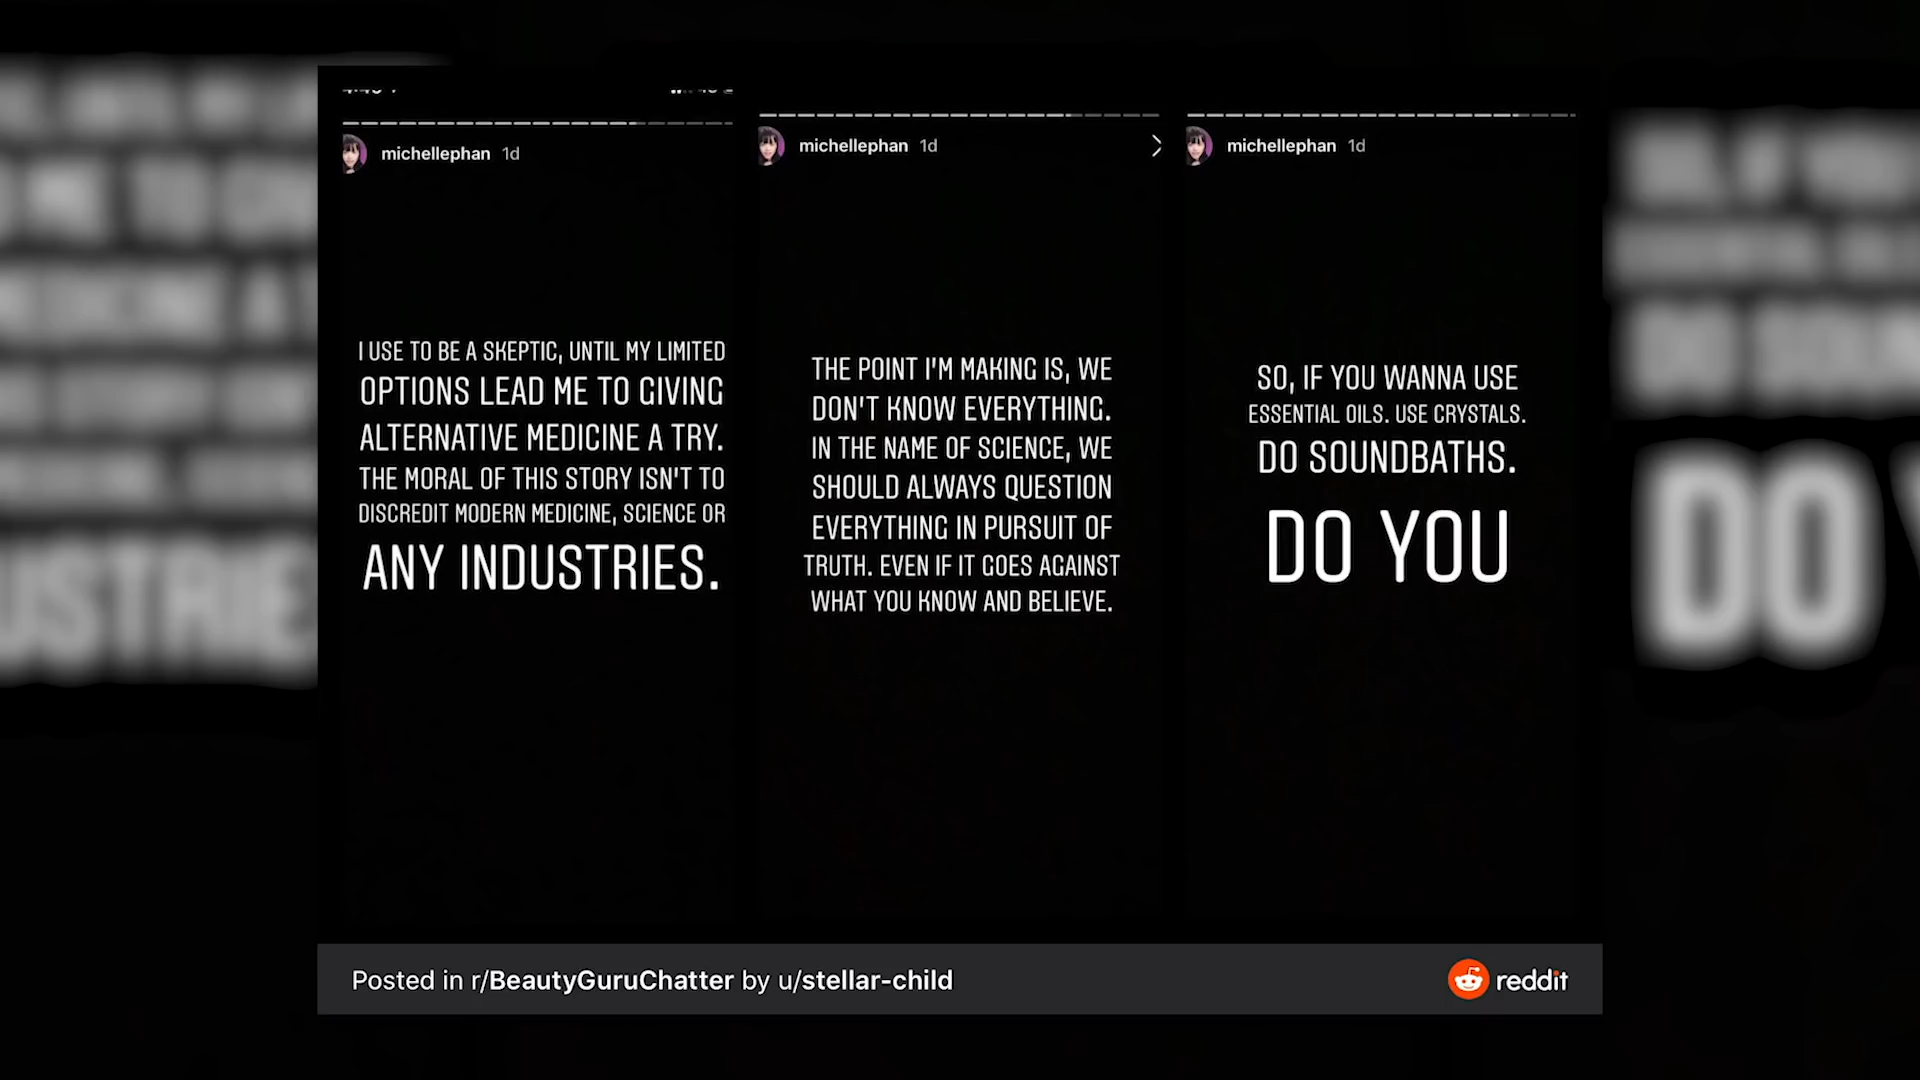 michellephan 1d
I USE TO BE A SKEPTIC, UNTIL MY LIMITED
OPTIONS LEAD ME TO GIVING
ALTERNATIVE MEDICINE A TRY.
THE MORAL OF THIS STORY ISN'T TO
DISCREDIT MODERN MEDICINE, SCIENCE OR
ANY INDUSTRIES.
michellephan 1d
THE POINT I'M MAKING IS, WE
DON'T KNOW EVERYTHING.
IN THE NAME OF SCIENCE, WE
SHOULD ALWAYS QUESTION
EVERYTHING IN PURSUIT OF
TRUTH. EVEN IF IT GOES AGAINST
WHAT YOU KNOW AND BELIEVE.
michellephan 1d
SO, IF YOU WANNA USE
ESSENTIAL OILS. USE CRYSTALS.
DO SOUNDBATHS.
DO YOU
Posted in r/BeautyGuruChatter by u/stellar-child
reddit